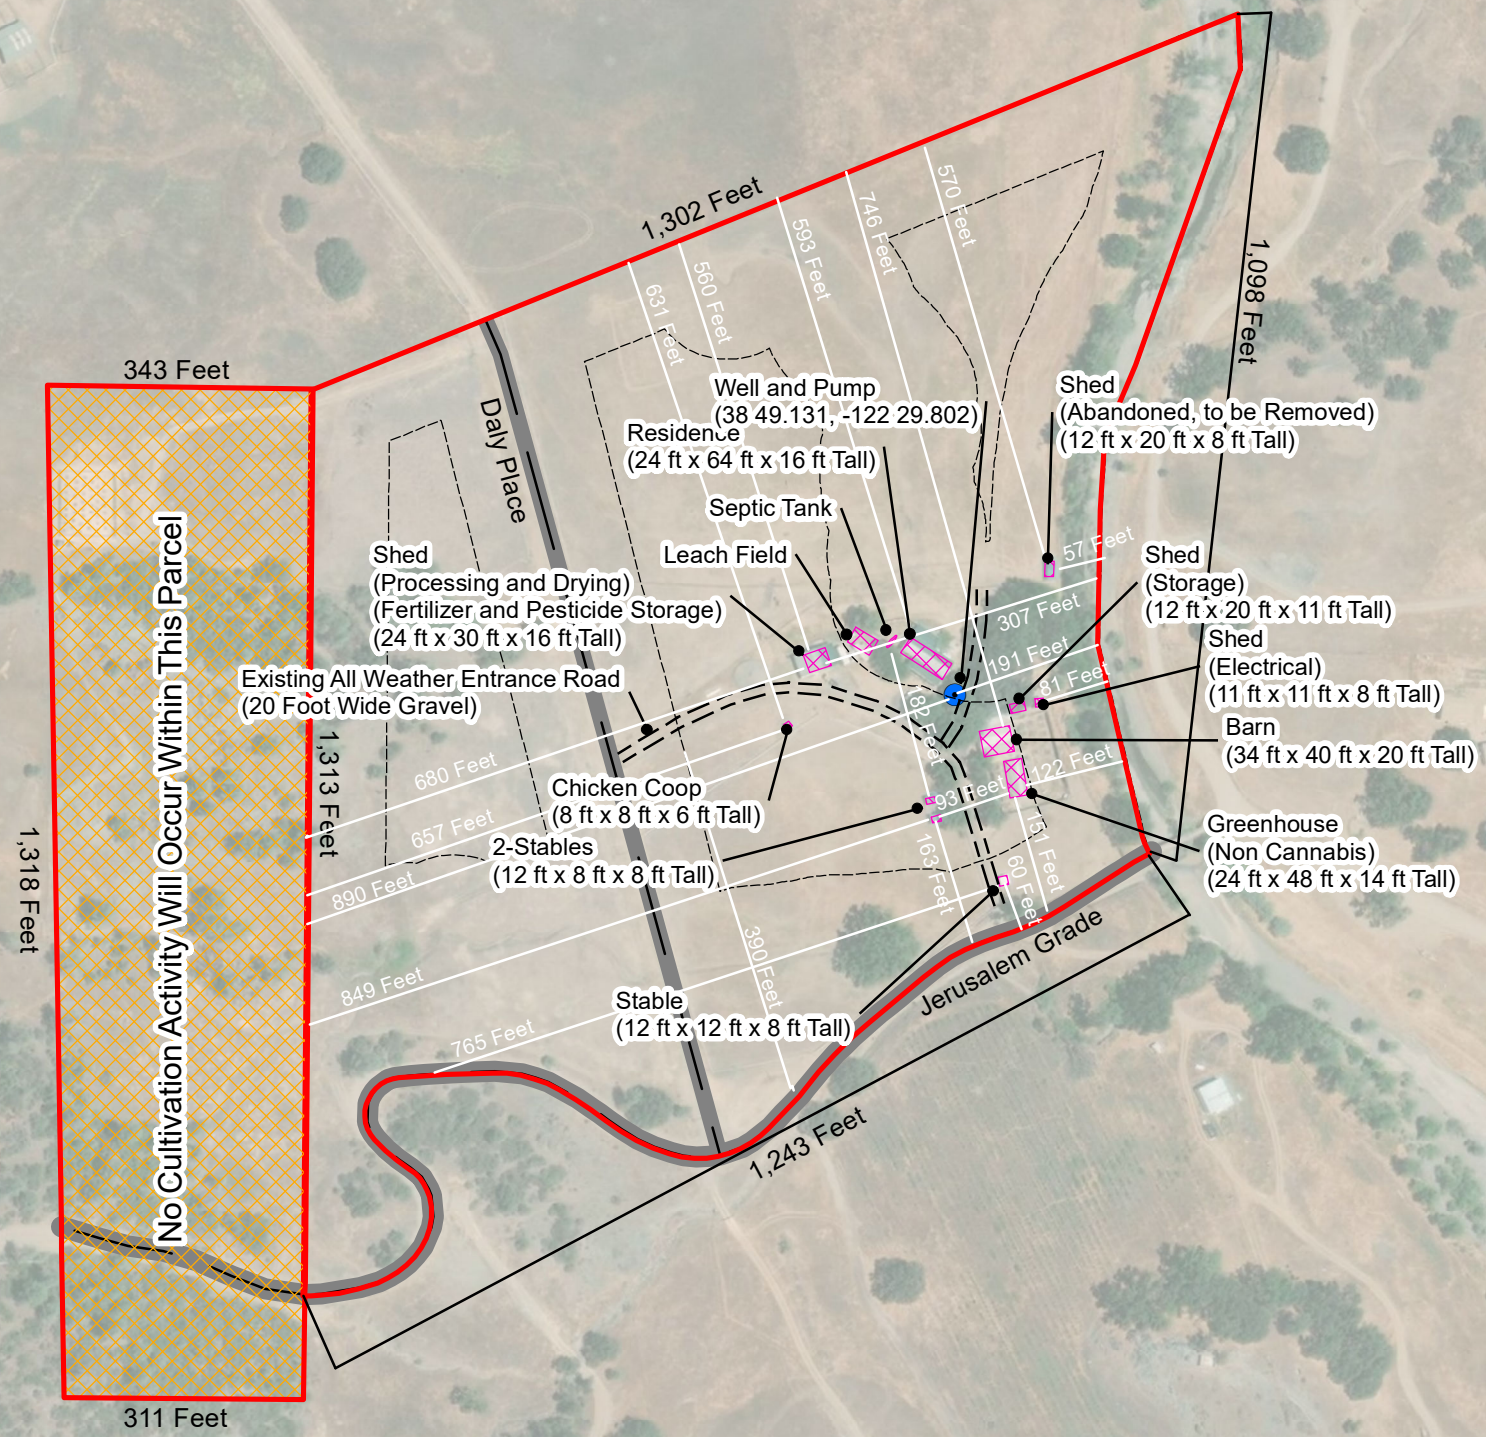 1,302 Feet
570 Feet
746 Feet
593 Feet
560 Feet
631 Feet
1,098 Feet
343 Feet
Daly Place
Well and Pump
(38 49.131, -122 29.802)
Residence
(24 ft x 64 ft x 16 ft Tall)
Septic Tank
Leach Field
Shed
(Abandoned, to be Removed)
(12 ft x 20 ft x 8 ft Tall)
57 Feet
Shed
(Processing and Drying)
(Fertilizer and Pesticide Storage)
(24 ft x 30 ft x 16 ft Tall)
Shed
(Storage)
(12 ft x 20 ft x 11 ft Tall)
307 Feet
191 Feet
81 Feet
Shed
(Electrical)
(11 ft x 11 ft x 8 ft Tall)
Existing All Weather Entrance Road
(20 Foot Wide Gravel)
182 Feet
Barn
(34 ft x 40 ft x 20 ft Tall)
122 Feet
93 Feet
680 Feet
657 Feet
1,313 Feet
Chicken Coop
(8 ft x 8 ft x 6 ft Tall)
2-Stables
(12 ft x 8 ft x 8 ft Tall)
Greenhouse
(Non Cannabis)
(24 ft x 48 ft x 14 ft Tall)
151 Feet
60 Feet
163 Feet
890 Feet
No Cultivation Activity Will Occur Within This Parcel
1,318 Feet
390 Feet
849 Feet
Stable
(12 ft x 12 ft x 8 ft Tall)
Jerusalem Grade
765 Feet
1,243 Feet
311 Feet